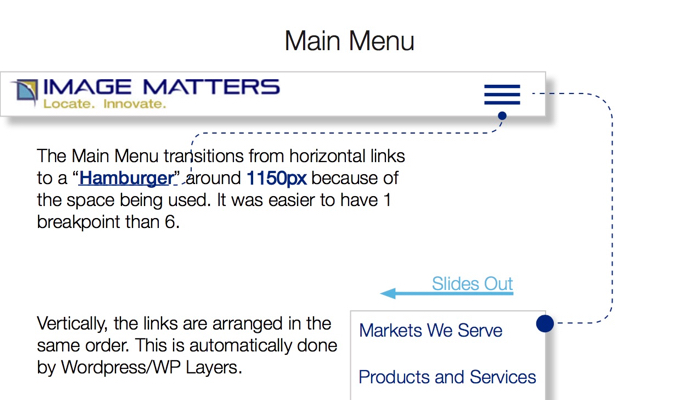 Main Menu
IMAGE MATTERS
Locate. Innovate.
The Main Menu transitions from horizontal links
to a “Hamburger” around 1150px because of
the space being used. It was easier to have 1
breakpoint than 6.
Slides Out
Vertically, the links are arranged in the
same order. This is automatically done
by Wordpress/WP Layers.
Markets We Serve
Products and Services